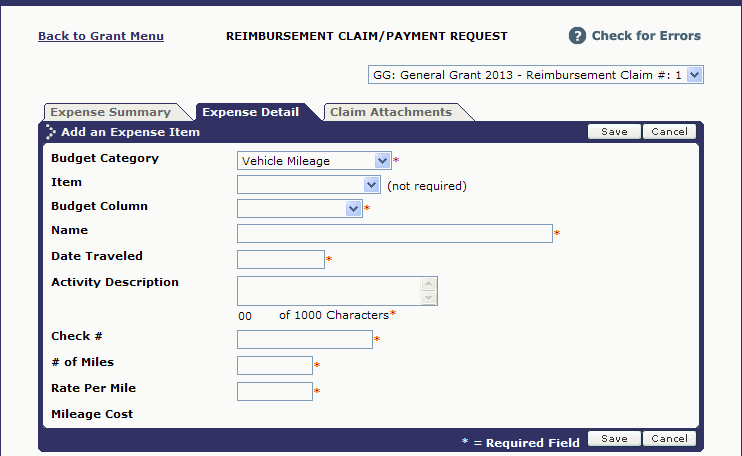 Back to Grant Menu REIMBURSEMENT CLAIM/PAYMENT REQUEST ? Check for Errors
GG: General Grant 2013 - Reimbursement Claim #: 1
Expense Summary Expense Detail Claim Attachments
Add an Expense Item Save Cancel
Budget Category Vehicle Mileage *
Item (not required)
Budget Column *
Name *
Date Traveled *
Activity Description
00 of 1000 Characters*
Check # *
# of Miles *
Rate Per Mile *
Mileage Cost
* = Required Field Save Cancel